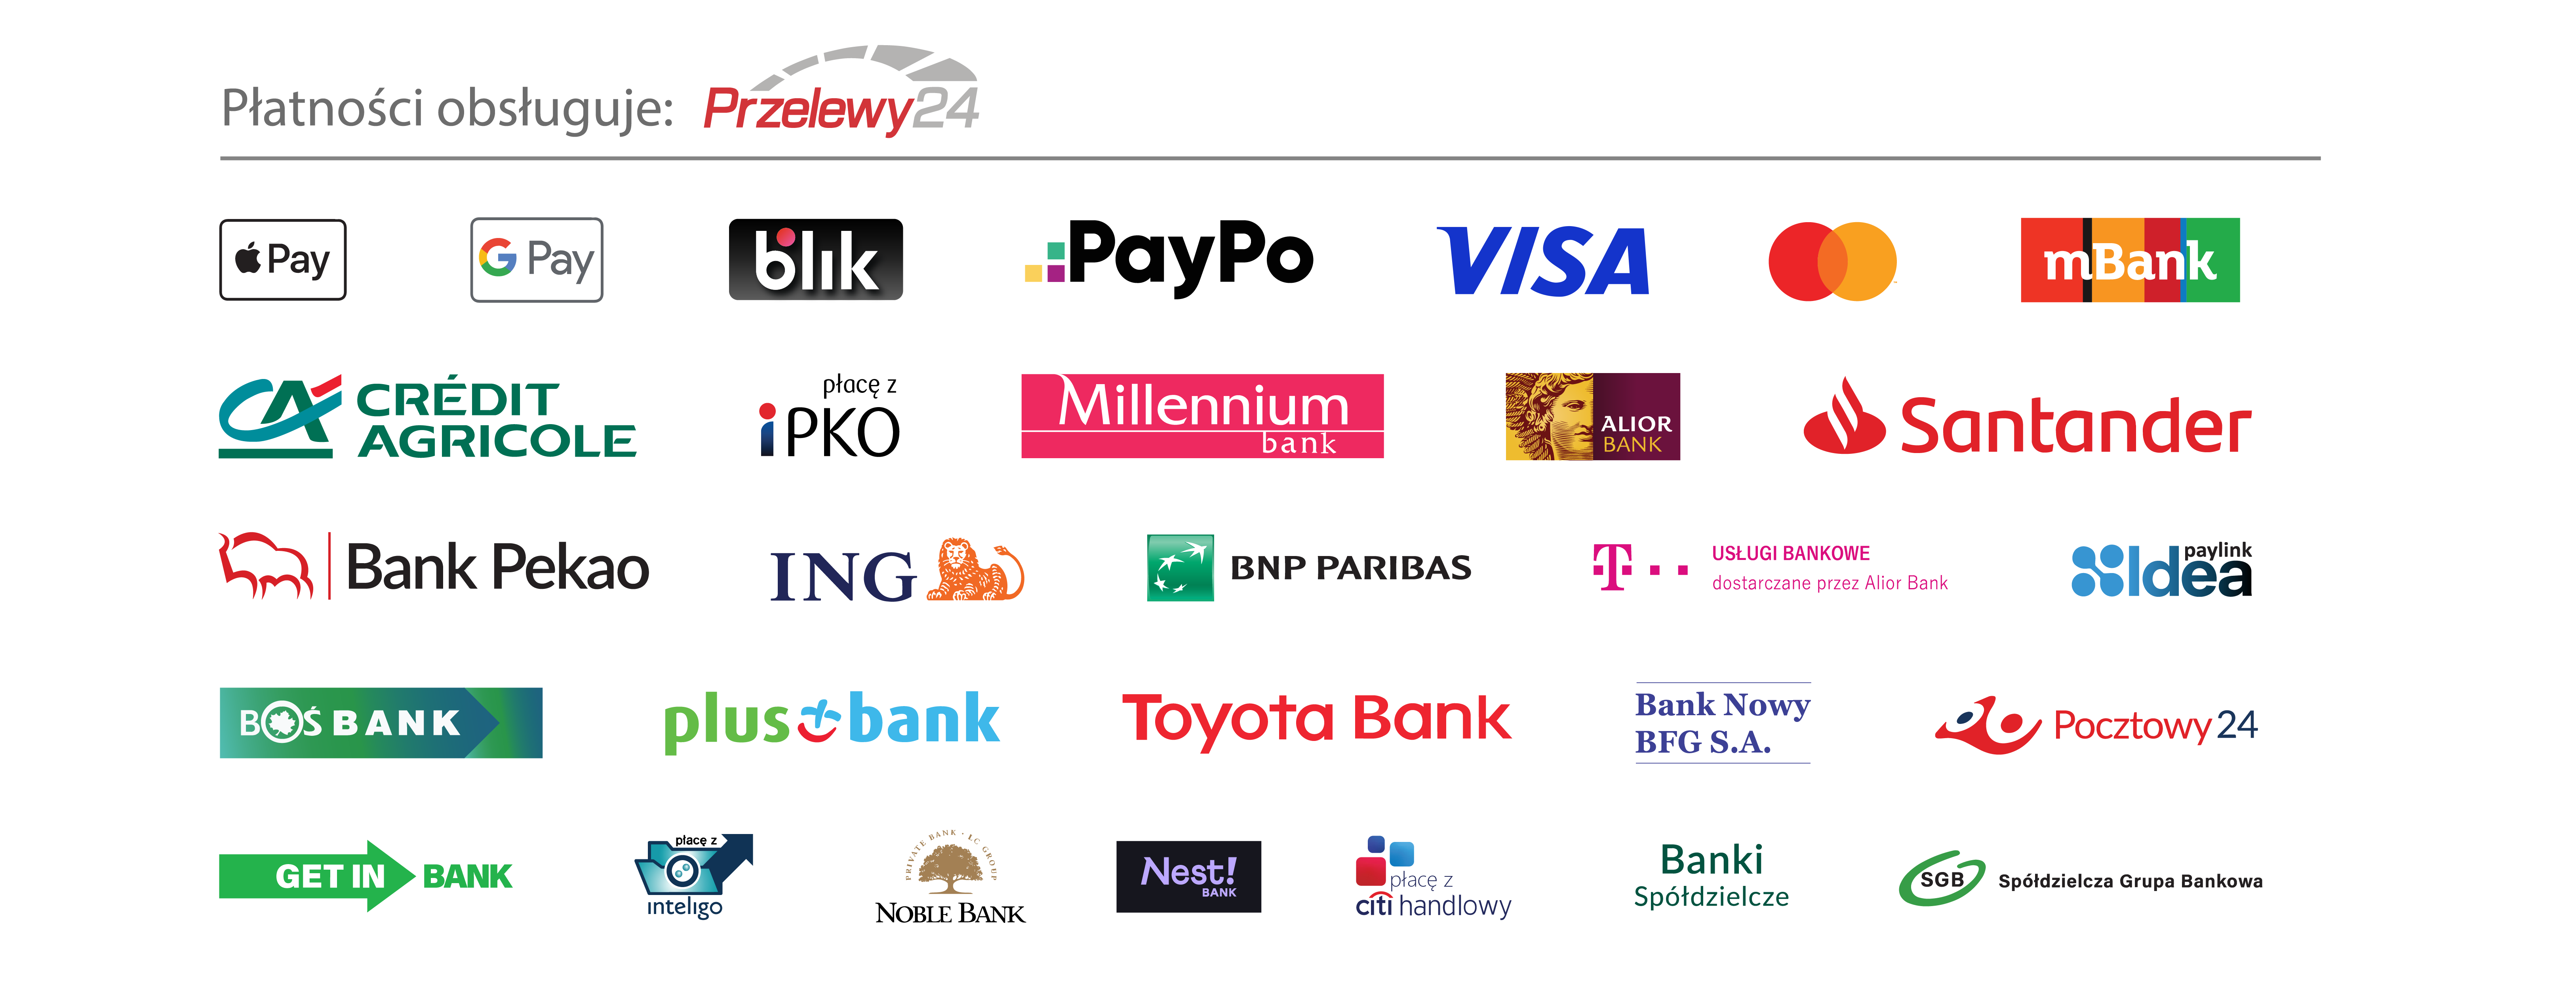 Płatności obsługuje: Przelewy24
Pay
G Pay
blik
PayPo
VISA
mBank
CRÉDIT
AGRICOLE
płacę z
iPKO
Millennium
bank
ALIOR
BANK
Santander
Bank Pekao
ING
BNP PARIBAS
T
USŁUGI BANKOWE
dostarczane przez Alior Bank
paylink
Idea
BOŚ BANK
plus bank
Toyota Bank
Bank Nowy
BFG S.A.
Pocztowy24
GET IN BANK
płacę z
inteligo
PRIVATE BANK · LC GROUP
NOBLE BANK
Nest!
BANK
płacę z
citi handlowy
Banki
Spółdzielcze
SGB Spółdzielcza Grupa Bankowa